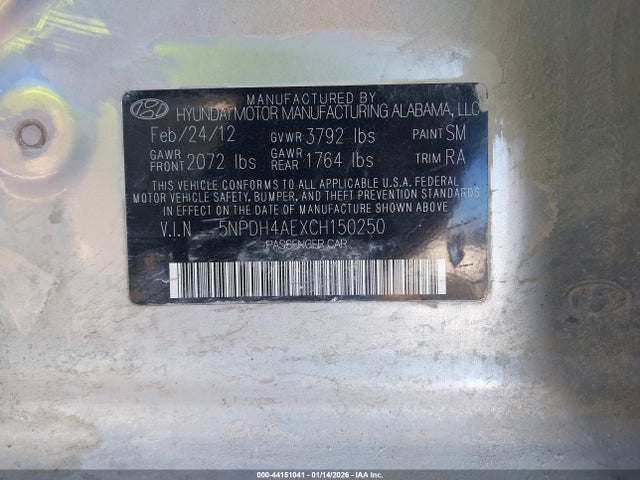 MANUFACTURED BY
HYUNDAI MOTOR MANUFACTURING ALABAMA, LLC
Feb/24/12 GVWR 3792 lbs PAINT SM
GAWR FRONT 2072 lbs GAWR REAR 1764 lbs TRIM RA
THIS VEHICLE CONFORMS TO ALL APPLICABLE U.S.A. FEDERAL
MOTOR VEHICLE SAFETY, BUMPER, AND THEFT PREVENTION STANDARDS
IN EFFECT ON THE DATE OF MANUFACTURE SHOWN ABOVE.
V.I.N 5NPDH4AEXCH150250
PASSENGER CAR
000-44151041 - 01/14/2026 - IAA Inc.